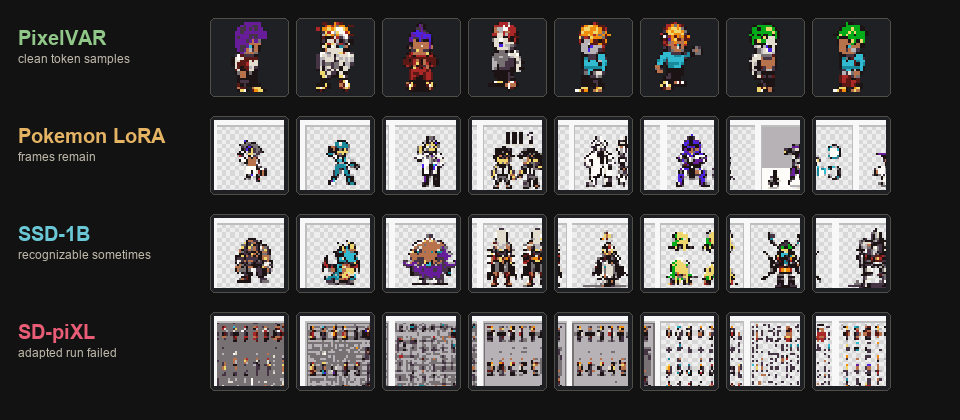 PixelVAR
clean token samples
Pokemon LoRA
frames remain
SSD-1B
recognizable sometimes
SD-piXL
adapted run failed